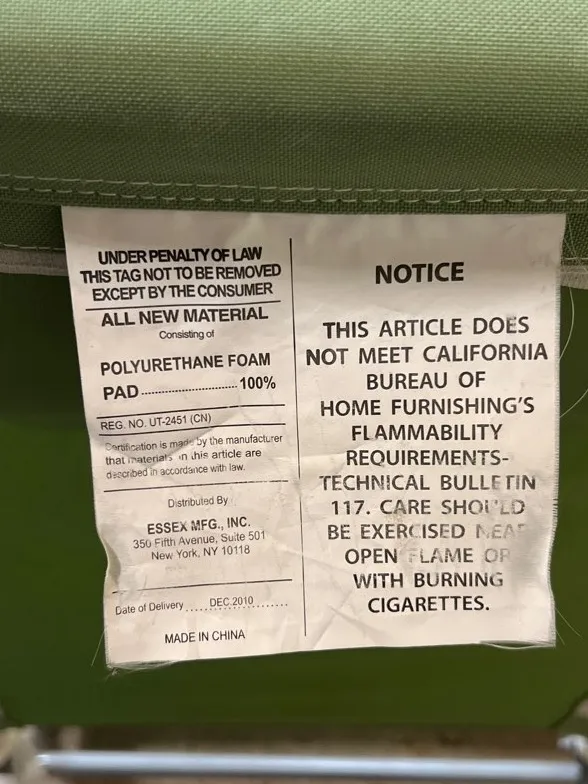 UNDER PENALTY OF LAW
THIS TAG NOT TO BE REMOVED
EXCEPT BY THE CONSUMER
ALL NEW MATERIAL
Consisting of
POLYURETHANE FOAM
PAD.............................100%
REG. NO. UT-2451 (CN)
Certification is made by the manufacturer
that materials in this article are
described in accordance with law.
Distributed By
ESSEX MFG., INC.
350 Fifth Avenue, Suite 501
New York, NY 10118
Date of Delivery......DEC.2010..........
MADE IN CHINA
NOTICE
THIS ARTICLE DOES
NOT MEET CALIFORNIA
BUREAU OF
HOME FURNISHING'S
FLAMMABILITY
REQUIREMENTS-
TECHNICAL BULLETIN
117. CARE SHOULD
BE EXERCISED NEAR
OPEN FLAME OR
WITH BURNING
CIGARETTES.